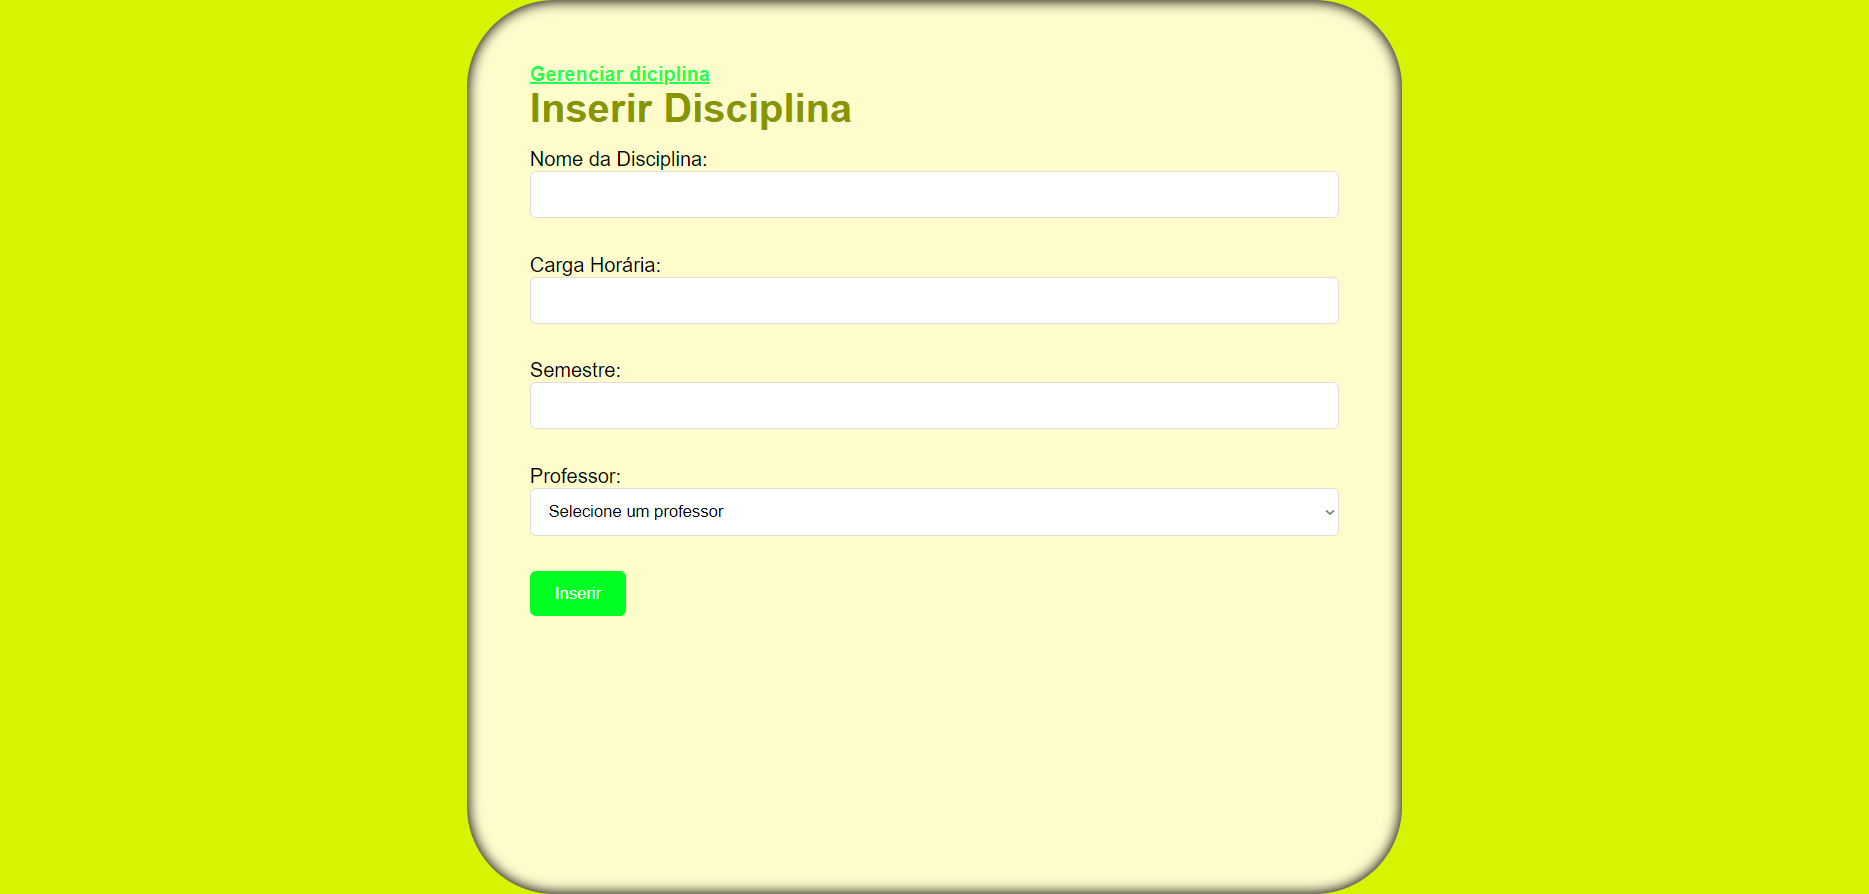 Gerenciar diciplina
Inserir Disciplina
Nome da Disciplina:
Carga Horária:
Semestre:
Professor:
Selecione um professor
Inserir